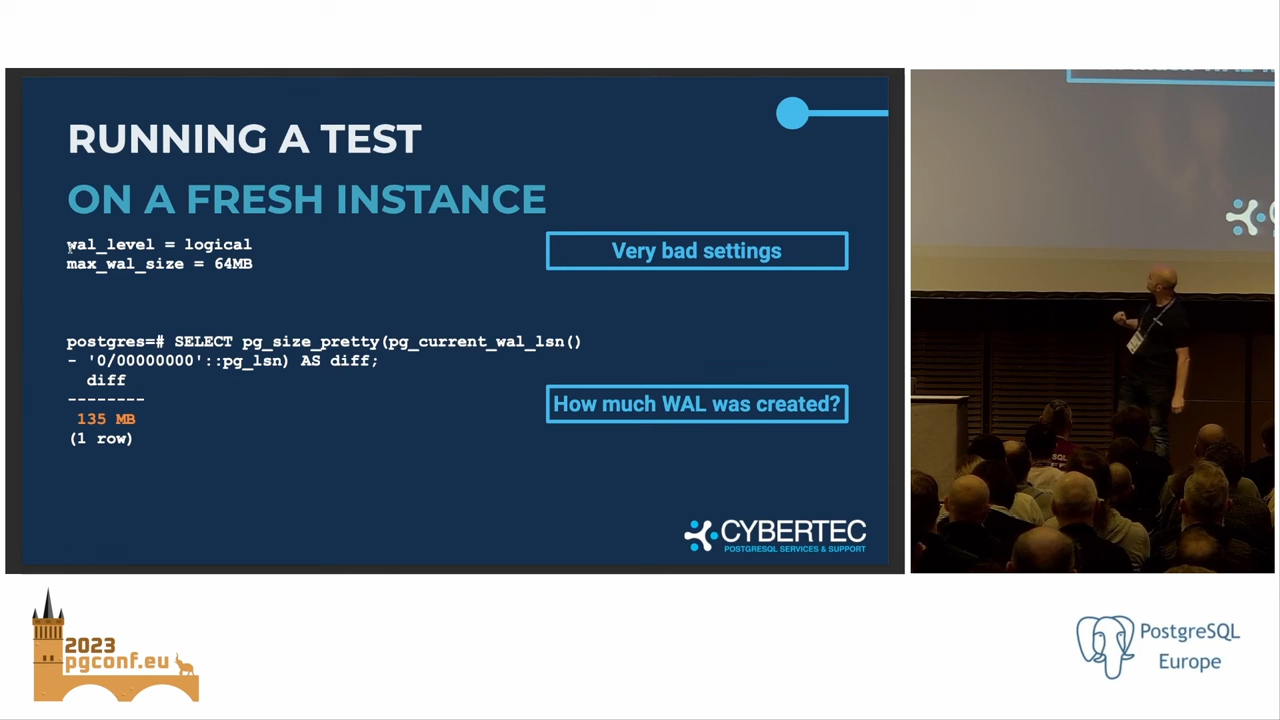 RUNNING A TEST
ON A FRESH INSTANCE
wal_level = logical
max_wal_size = 64MB
Very bad settings
postgres=# SELECT pg_size_pretty(pg_current_wal_lsn()
- '0/00000000'::pg_lsn) AS diff;
diff
--------
135 MB
(1 row)
How much WAL was created?
CYBERTEC
POSTGRESQL SERVICES & SUPPORT
2023
pgconf.eu
PostgreSQL
Europe